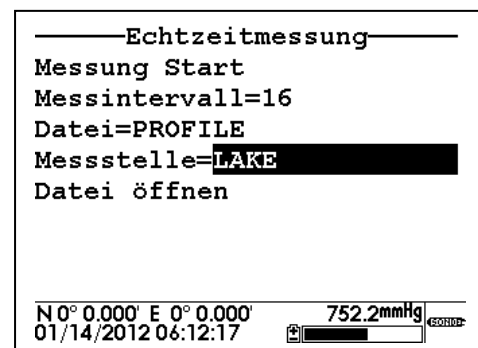 Echtzeitmessung
Messung Start
Messintervall=16
Datei=PROFILE
Messstelle=LAKE
Datei öffnen
N 0° 0.000' E 0° 0.000' 752.2mmHg SONDE
01/14/2012 06:12:17